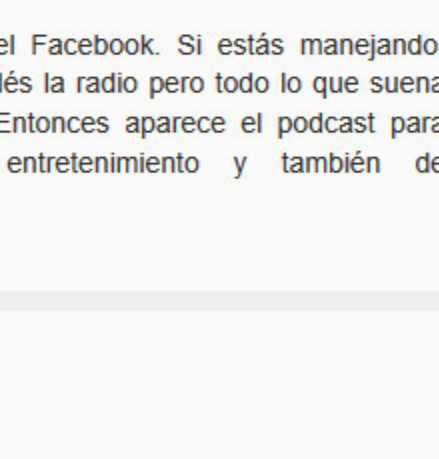 el Facebook. Si estás manejando
lés la radio pero todo lo que suena
Entonces aparece el podcast para
entretenimiento y también de